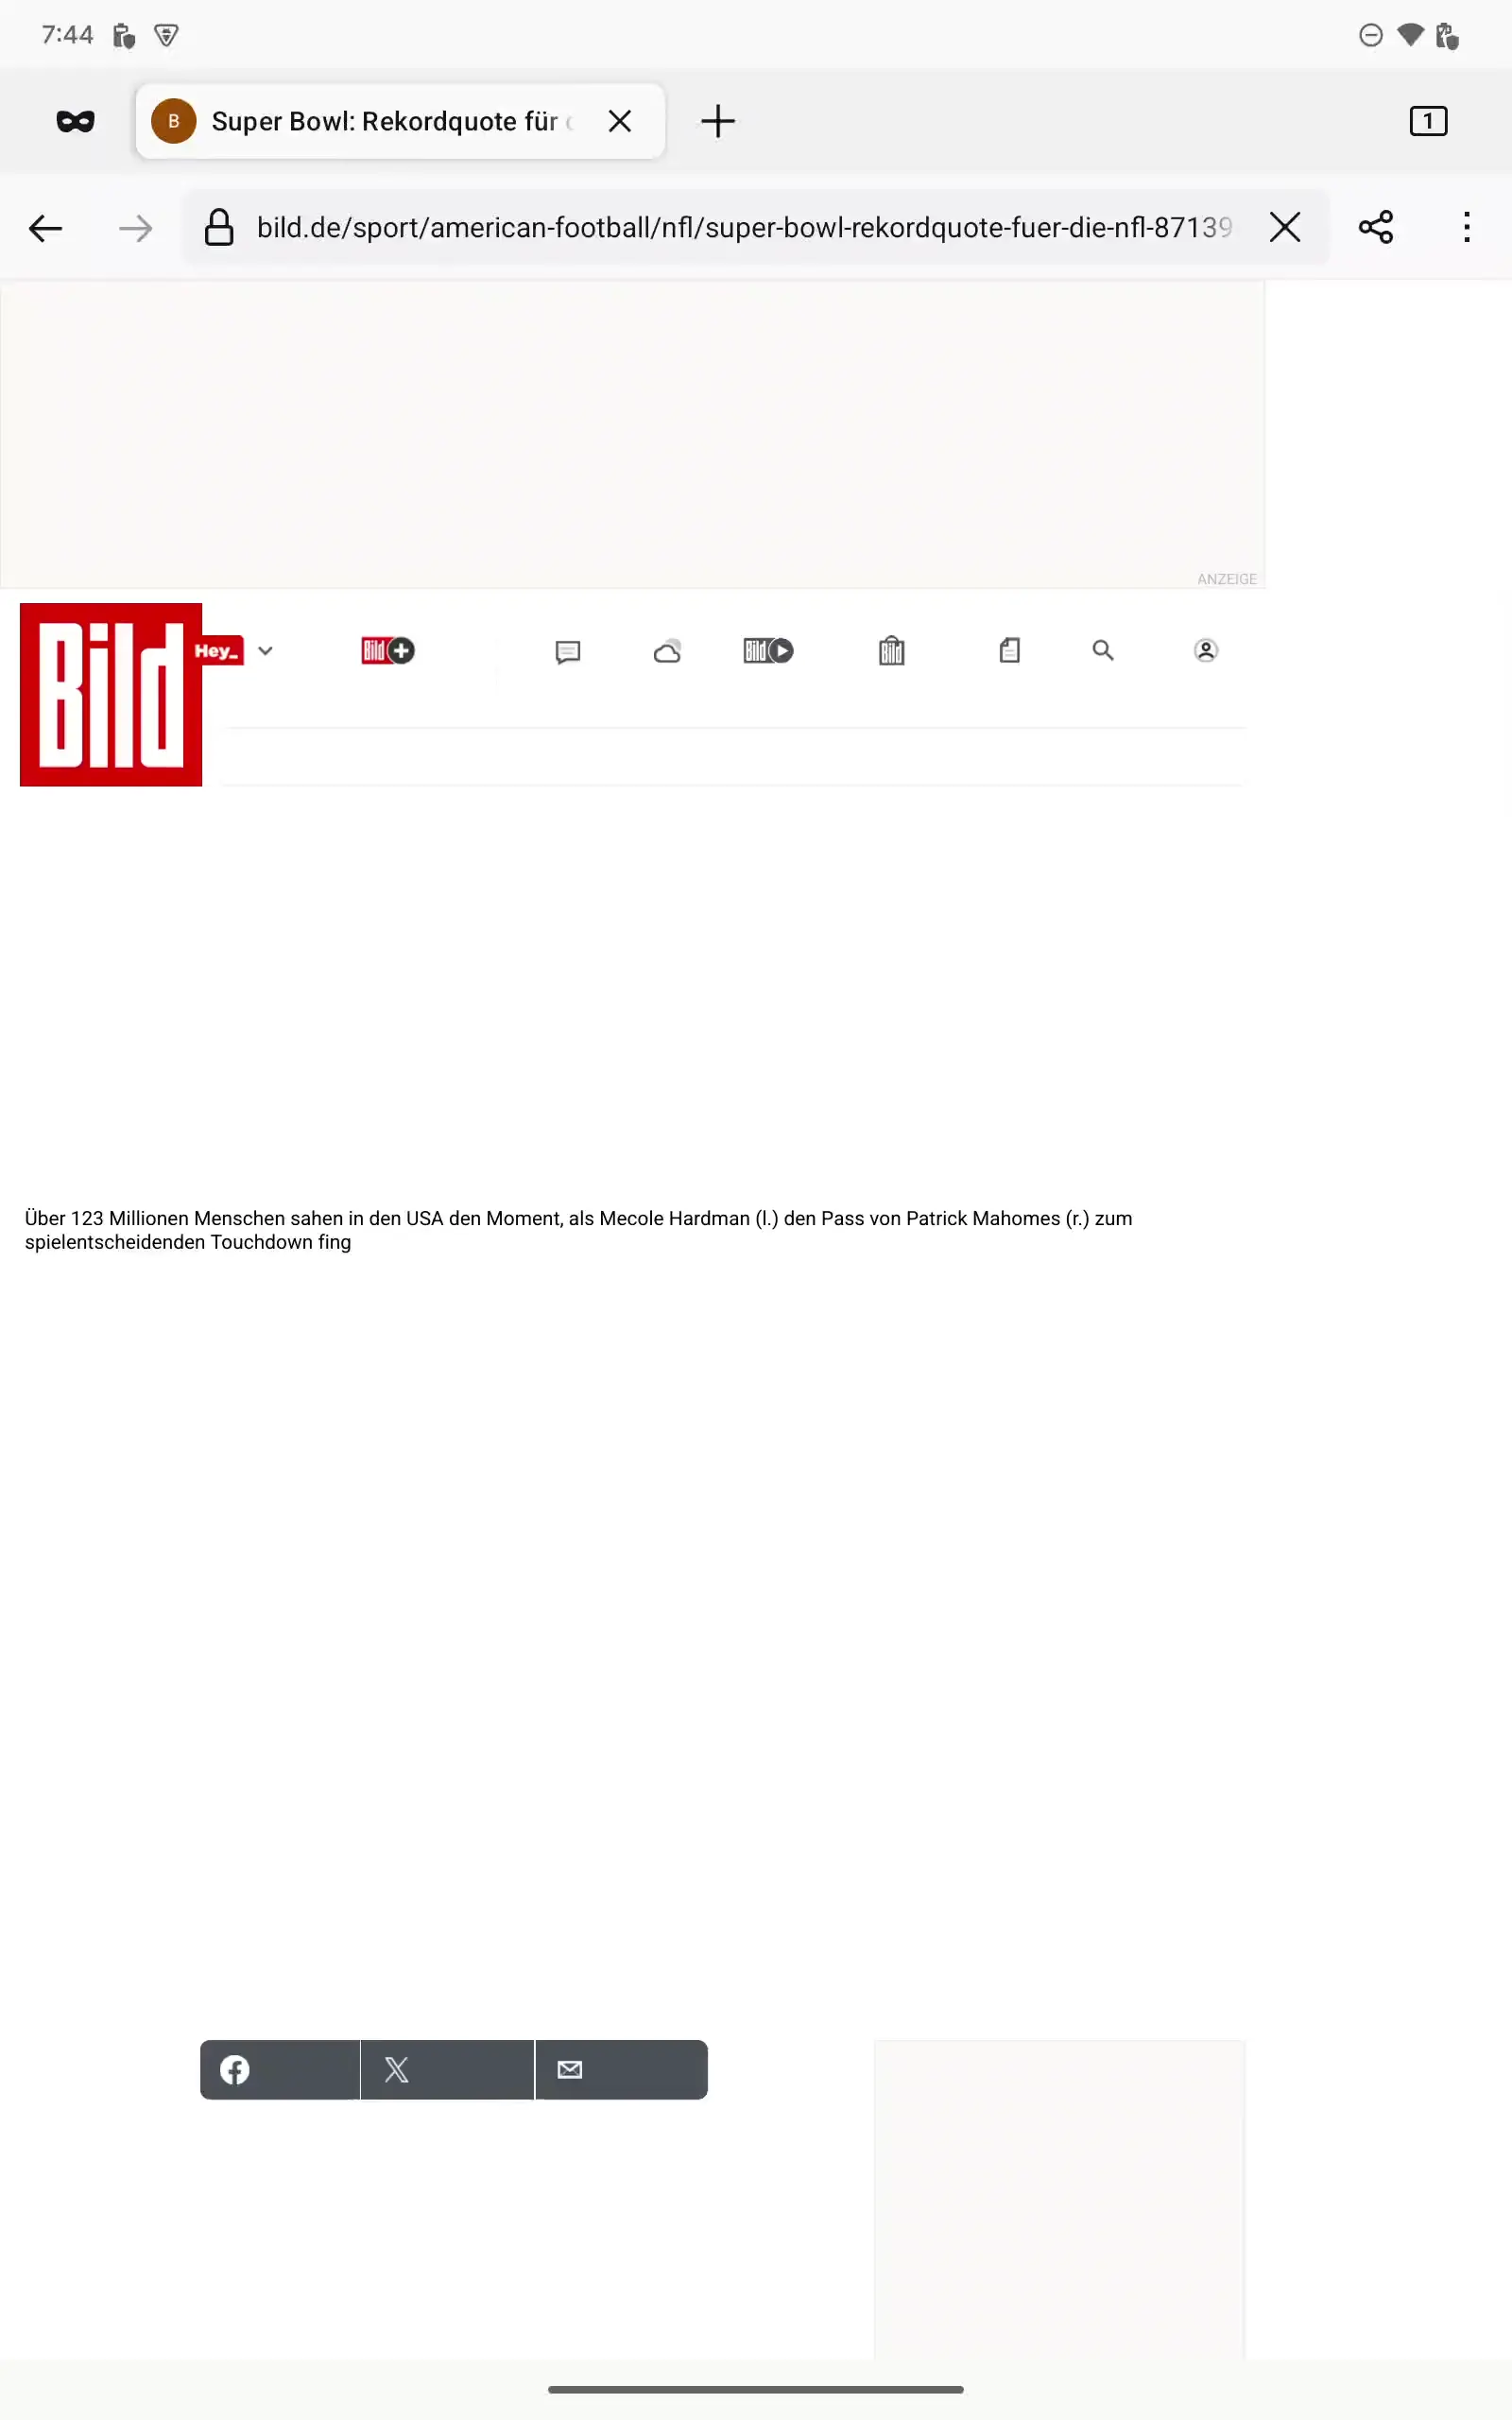 7:44
B Super Bowl: Rekordquote für
1
bild.de/sport/american-football/nfl/super-bowl-rekordquote-fuer-die-nfl-87139
ANZEIGE
Bild
Hey_
Bild
Bild
Bild
Über 123 Millionen Menschen sahen in den USA den Moment, als Mecole Hardman (l.) den Pass von Patrick Mahomes (r.) zum
spielentscheidenden Touchdown fing